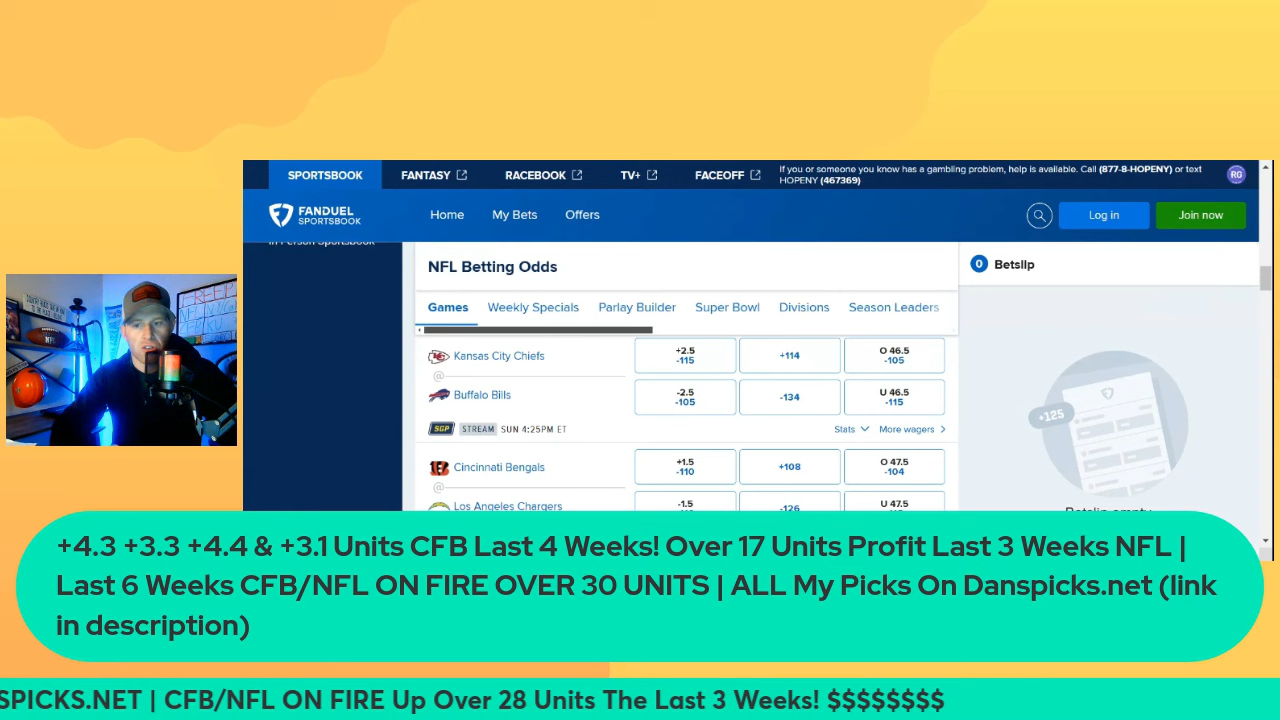 SPORTSBOOK
FANTASY
RACEBOOK
TV+
FACEOFF
If you or someone you know has a gambling problem, help is available. Call (877-8-HOPENY) or text
HOPENY (467369)
RG
FANDUEL
SPORTSBOOK
Home
My Bets
Offers
Log in
Join now
In Person Sportsbook
NFL Betting Odds
0 Betslip
Games
Weekly Specials
Parlay Builder
Super Bowl
Divisions
Season Leaders
Kansas City Chiefs
+2.5
-115
+114
O 46.5
-105
@
Buffalo Bills
-2.5
-105
-134
U 46.5
-115
SGP STREAM SUN 4:25PM ET
Stats
More wagers
Cincinnati Bengals
+1.5
-110
+108
O 47.5
-104
@
Los Angeles Chargers
-1.5
-126
U 47.5
+125
Betslip empty
+4.3 +3.3 +4.4 & +3.1 Units CFB Last 4 Weeks! Over 17 Units Profit Last 3 Weeks NFL |
Last 6 Weeks CFB/NFL ON FIRE OVER 30 UNITS | ALL My Picks On Danspicks.net (link
in description)
SPICKS.NET | CFB/NFL ON FIRE Up Over 28 Units The Last 3 Weeks! $$$$$$$$